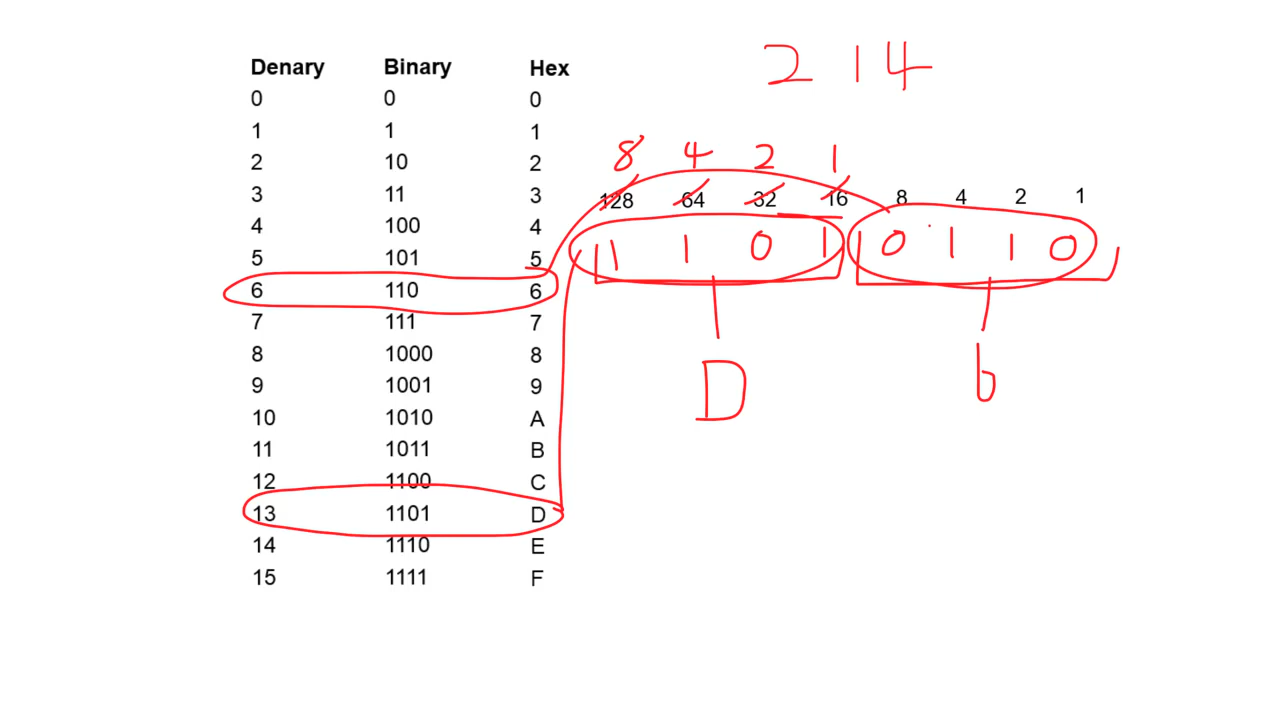 2 14
Denary Binary Hex
0 0 0
1 1 1
2 10 2
3 11 3
4 100 4
5 101 5
6 110 6
7 111 7
8 1000 8
9 1001 9
10 1010 A
11 1011 B
12 1100 C
13 1101 D
14 1110 E
15 1111 F
8 4 2 1
128 64 32 16 8 4 2 1
1 1 0 1 0 1 1 0
D 6